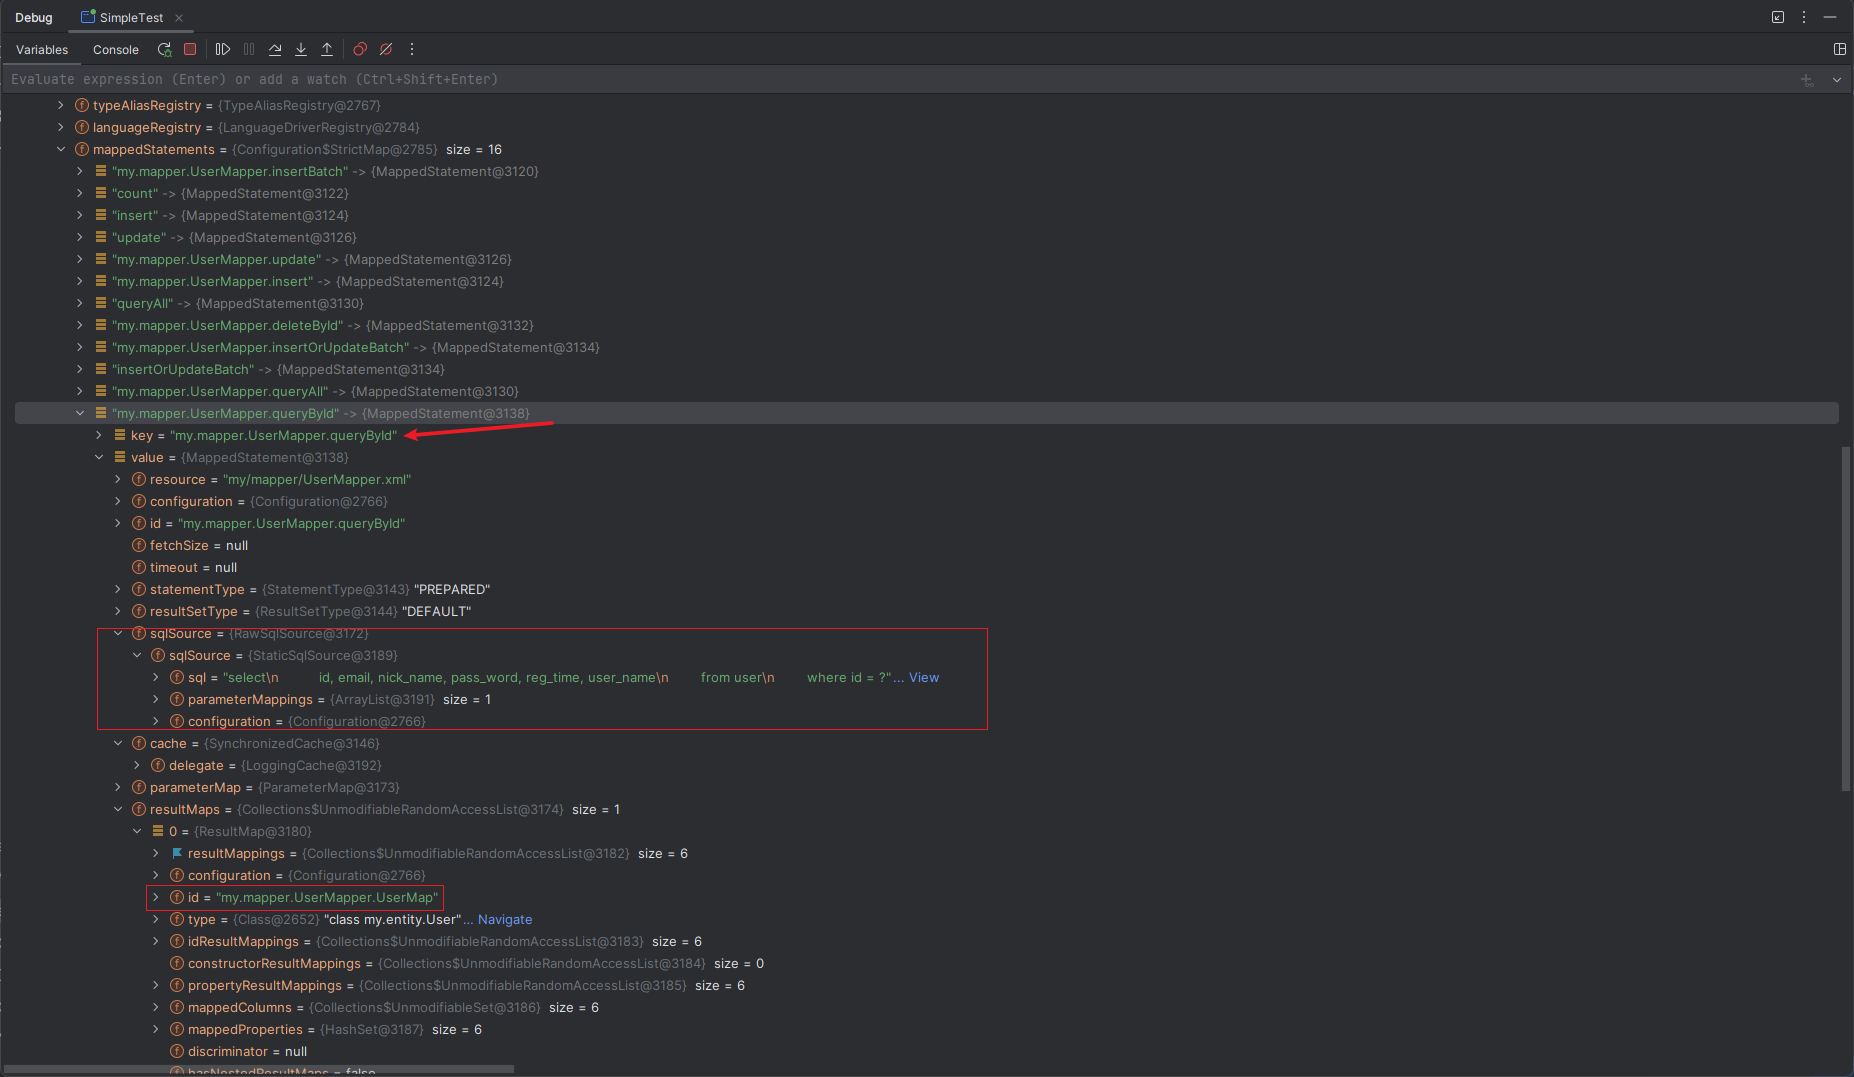 Debug SimpleTest
Variables Console
Evaluate expression (Enter) or add a watch (Ctrl+Shift+Enter)
typeAliasRegistry = {TypeAliasRegistry@2767}
languageRegistry = {LanguageDriverRegistry@2784}
mappedStatements = {Configuration$StrictMap@2785} size = 16
"my.mapper.UserMapper.insertBatch" -> {MappedStatement@3120}
"count" -> {MappedStatement@3122}
"insert" -> {MappedStatement@3124}
"update" -> {MappedStatement@3126}
"my.mapper.UserMapper.update" -> {MappedStatement@3126}
"my.mapper.UserMapper.insert" -> {MappedStatement@3124}
"queryAll" -> {MappedStatement@3130}
"my.mapper.UserMapper.deleteById" -> {MappedStatement@3132}
"my.mapper.UserMapper.insertOrUpdateBatch" -> {MappedStatement@3134}
"insertOrUpdateBatch" -> {MappedStatement@3134}
"my.mapper.UserMapper.queryAll" -> {MappedStatement@3130}
"my.mapper.UserMapper.queryById" -> {MappedStatement@3138}
key = "my.mapper.UserMapper.queryById"
value = {MappedStatement@3138}
resource = "my/mapper/UserMapper.xml"
configuration = {Configuration@2766}
id = "my.mapper.UserMapper.queryById"
fetchSize = null
timeout = null
statementType = {StatementType@3143} "PREPARED"
resultSetType = {ResultSetType@3144} "DEFAULT"
sqlSource = {RawSqlSource@3172}
sqlSource = {StaticSqlSource@3189}
sql = "select\n id, email, nick_name, pass_word, reg_time, user_name\n from user\n where id = ?"... View
parameterMappings = {ArrayList@3191} size = 1
configuration = {Configuration@2766}
cache = {SynchronizedCache@3146}
delegate = {LoggingCache@3192}
parameterMap = {ParameterMap@3173}
resultMaps = {Collections$UnmodifiableRandomAccessList@3174} size = 1
0 = {ResultMap@3180}
resultMappings = {Collections$UnmodifiableRandomAccessList@3182} size = 6
configuration = {Configuration@2766}
id = "my.mapper.UserMapper.UserMap"
type = {Class@2652} "class my.entity.User"... Navigate
idResultMappings = {Collections$UnmodifiableRandomAccessList@3183} size = 6
constructorResultMappings = {Collections$UnmodifiableRandomAccessList@3184} size = 0
propertyResultMappings = {Collections$UnmodifiableRandomAccessList@3185} size = 6
mappedColumns = {Collections$UnmodifiableSet@3186} size = 6
mappedProperties = {HashSet@3187} size = 6
discriminator = null
hasNestedResultMaps = false